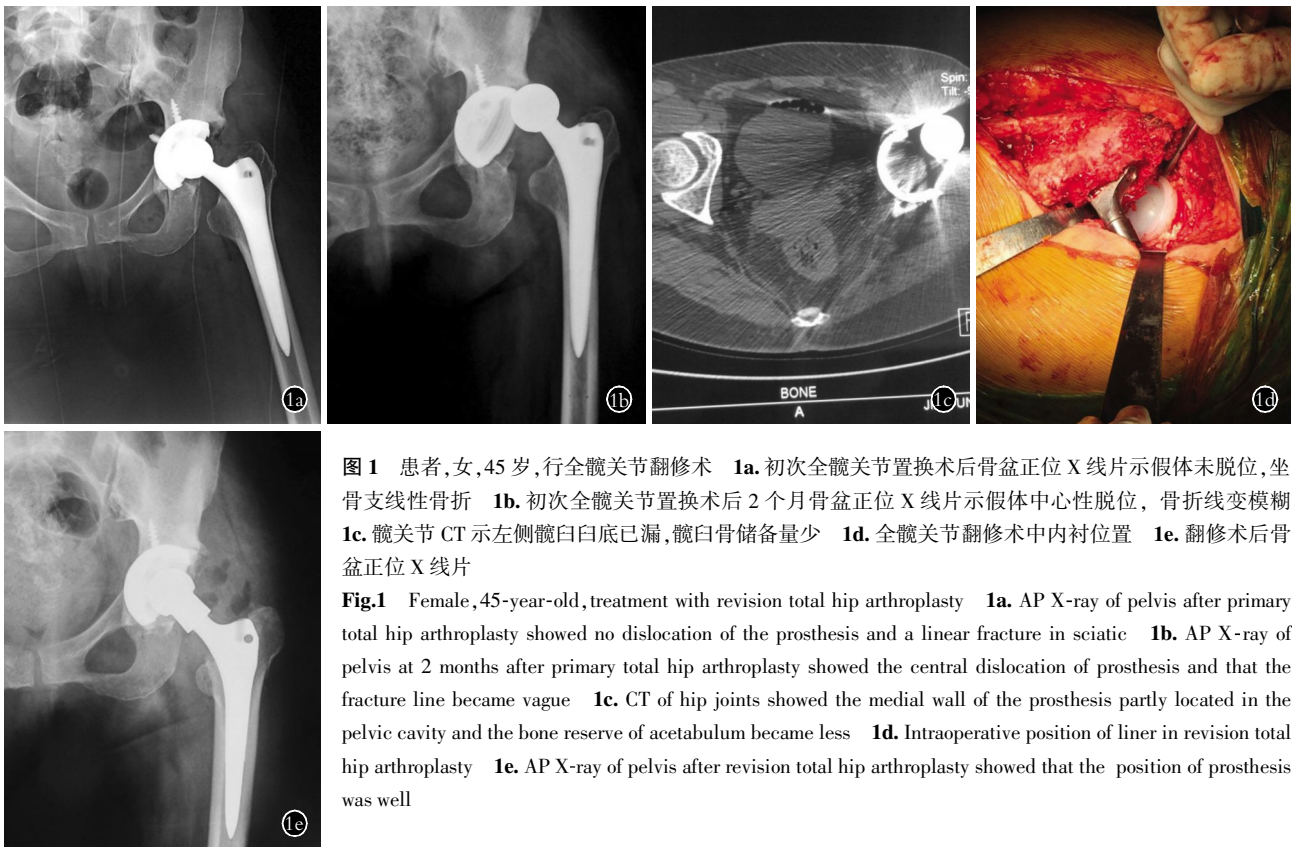 Spin:
Tilt: -
1a
1b
BONE
A
1c
1d
1e
图 1 患者,女,45 岁,行全髋关节翻修术 1a. 初次全髋关节置换术后骨盆正位 X 线片示假体未脱位,坐
骨支线性骨折 1b. 初次全髋关节置换术后 2 个月骨盆正位 X 线片示假体中心性脱位，骨折线变模糊
1c. 髋关节 CT 示左侧髋臼臼底已漏,髋臼骨储备量少 1d. 全髋关节翻修术中内衬位置 1e. 翻修术后骨
盆正位 X 线片
Fig.1 Female,45-year-old,treatment with revision total hip arthroplasty 1a. AP X-ray of pelvis after primary
total hip arthroplasty showed no dislocation of the prosthesis and a linear fracture in sciatic 1b. AP X-ray of
pelvis at 2 months after primary total hip arthroplasty showed the central dislocation of prosthesis and that the
fracture line became vague 1c. CT of hip joints showed the medial wall of the prosthesis partly located in the
pelvic cavity and the bone reserve of acetabulum became less 1d. Intraoperative position of liner in revision total
hip arthroplasty 1e. AP X-ray of pelvis after revision total hip arthroplasty showed that the position of prosthesis
was well